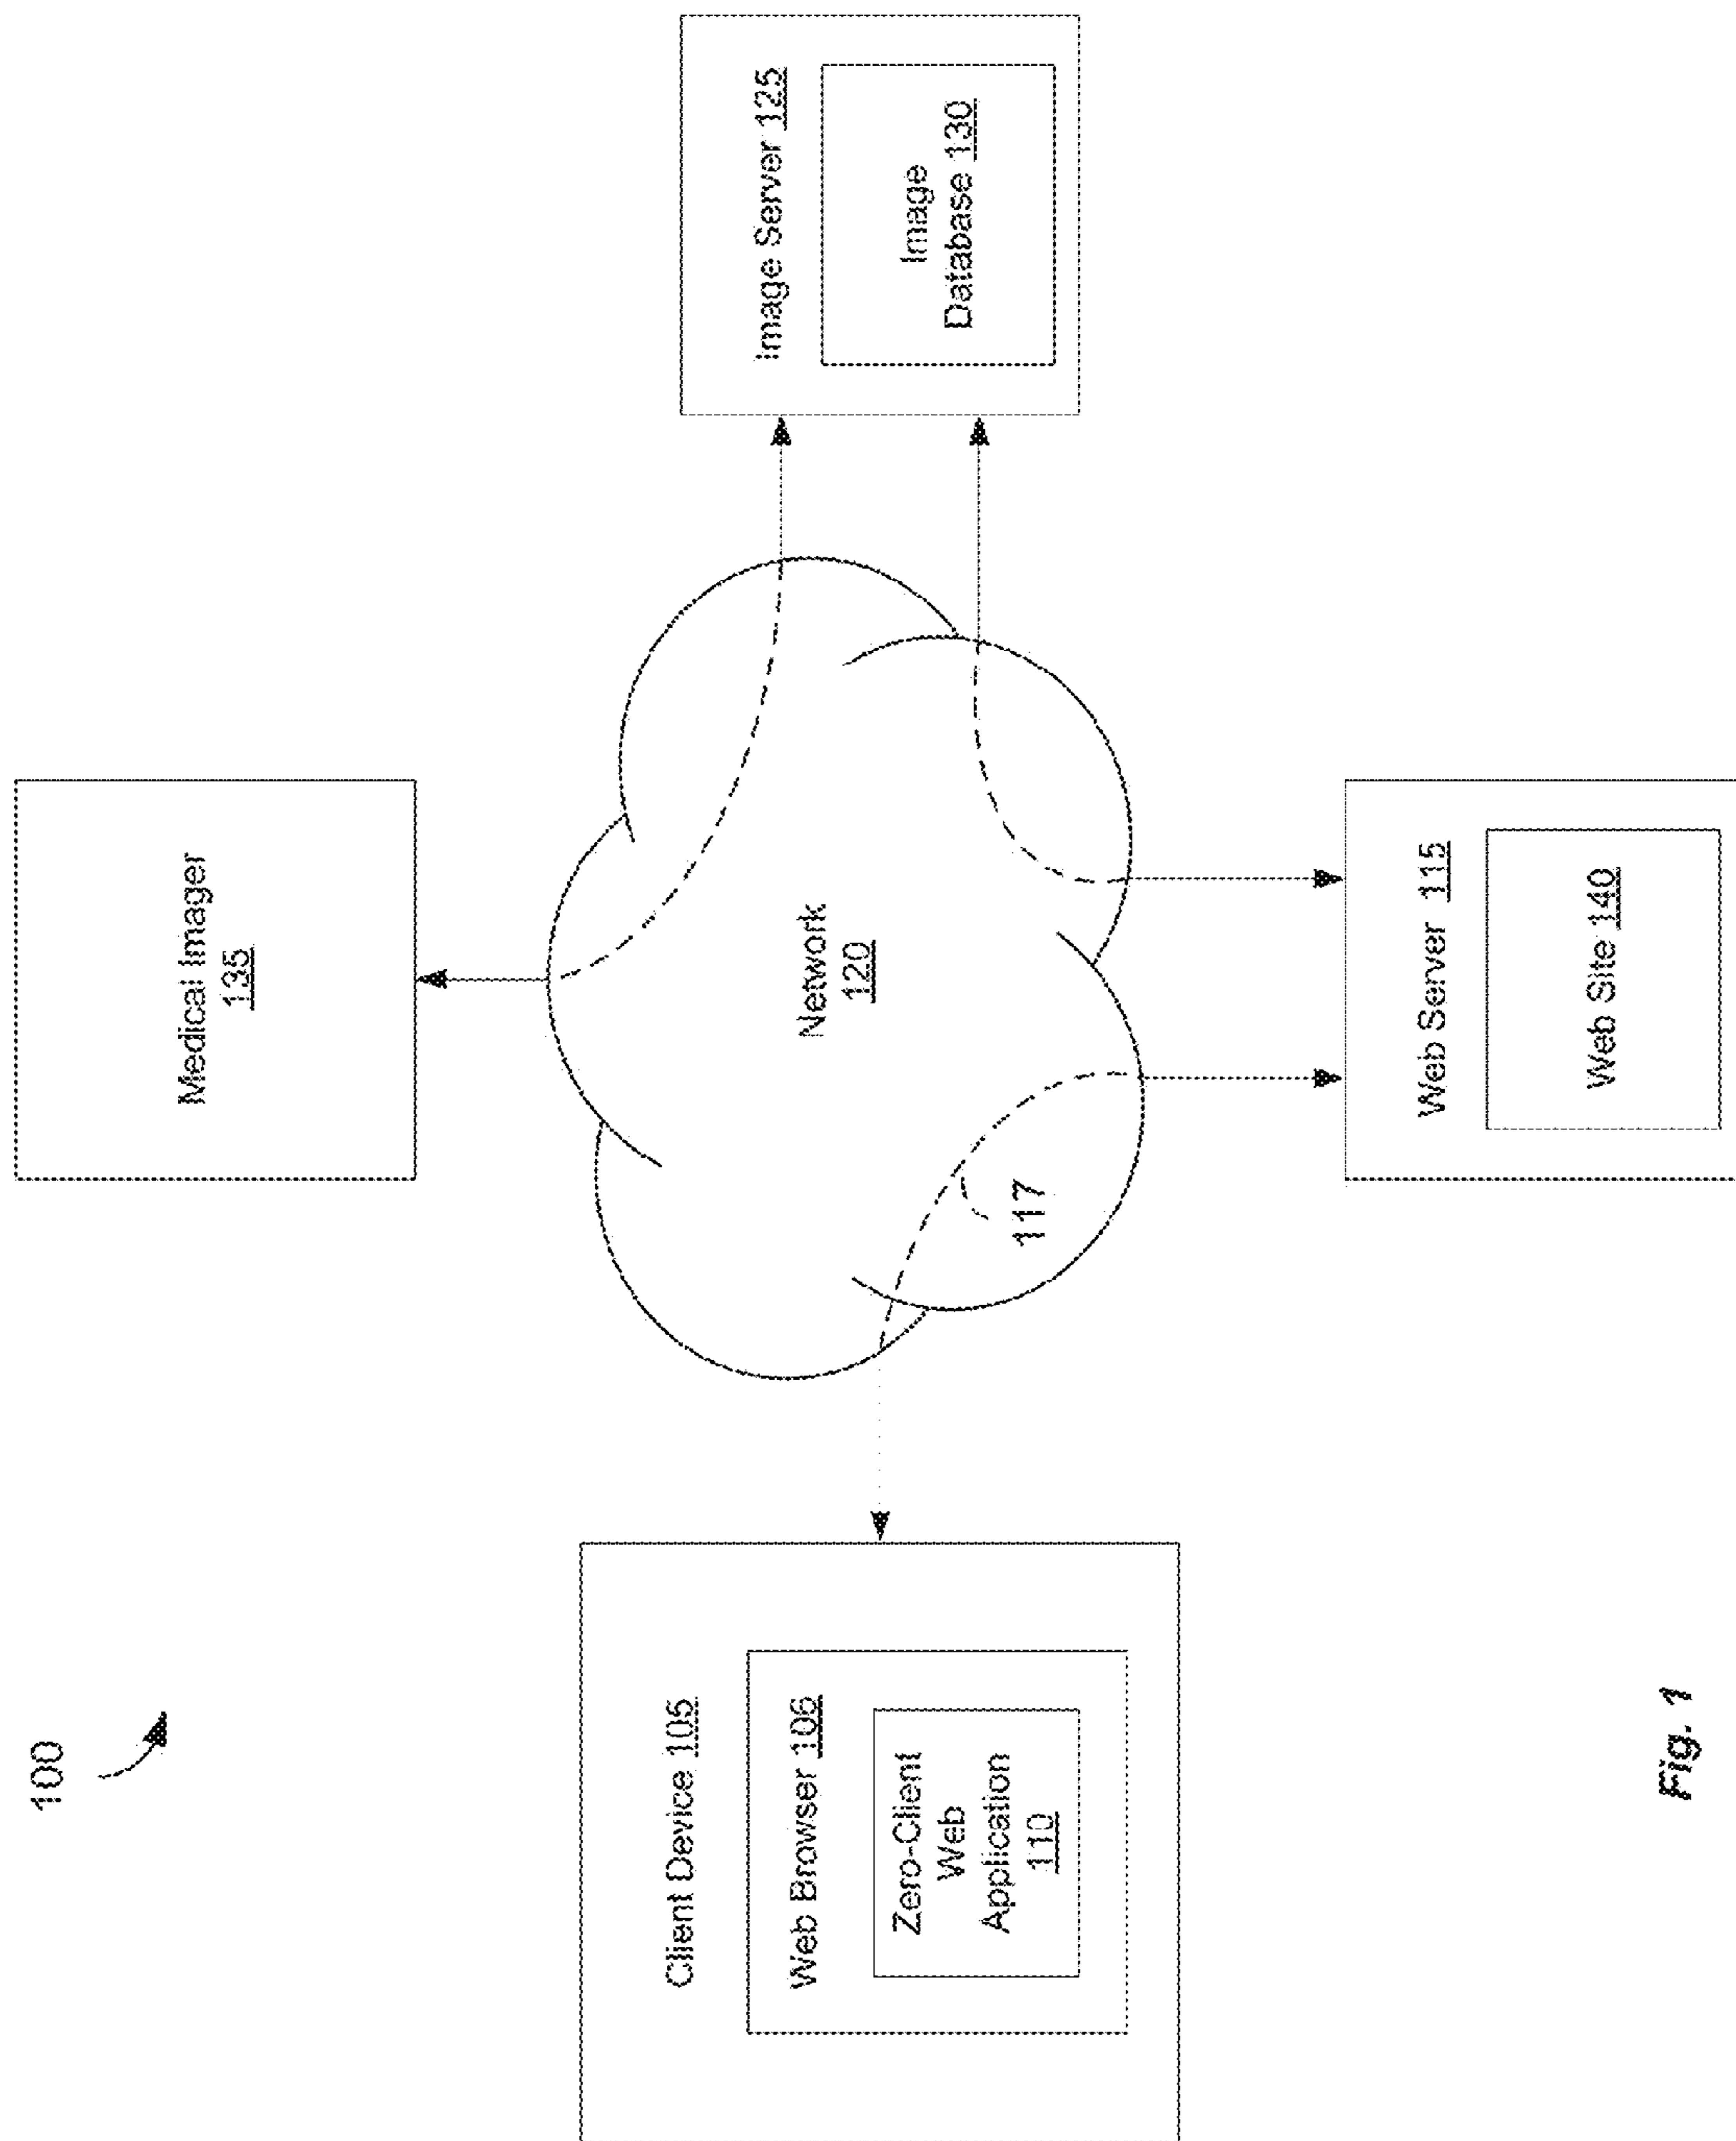 100
Medical Imager
135
Client Device 105
Web Browser 106
Zero-Client
Web
Application
110
Network
120
117
Image Server 125
Image
Database 130
Web Server 115
Web Site 140
Fig. 1